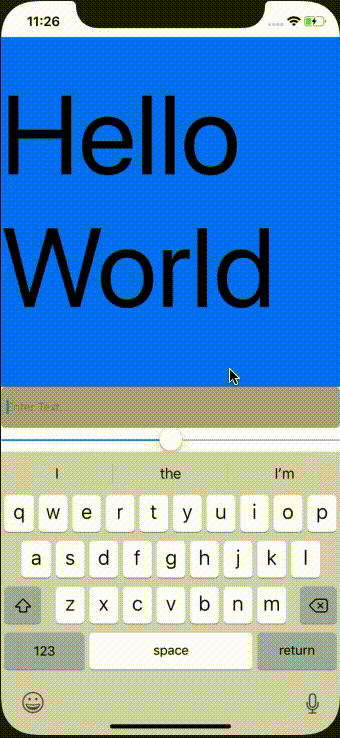 11:26
Hello
World
Enter Text...
I the I'm
q w e r t y u i o p
a s d f g h j k l
z x c v b n m
123 space return